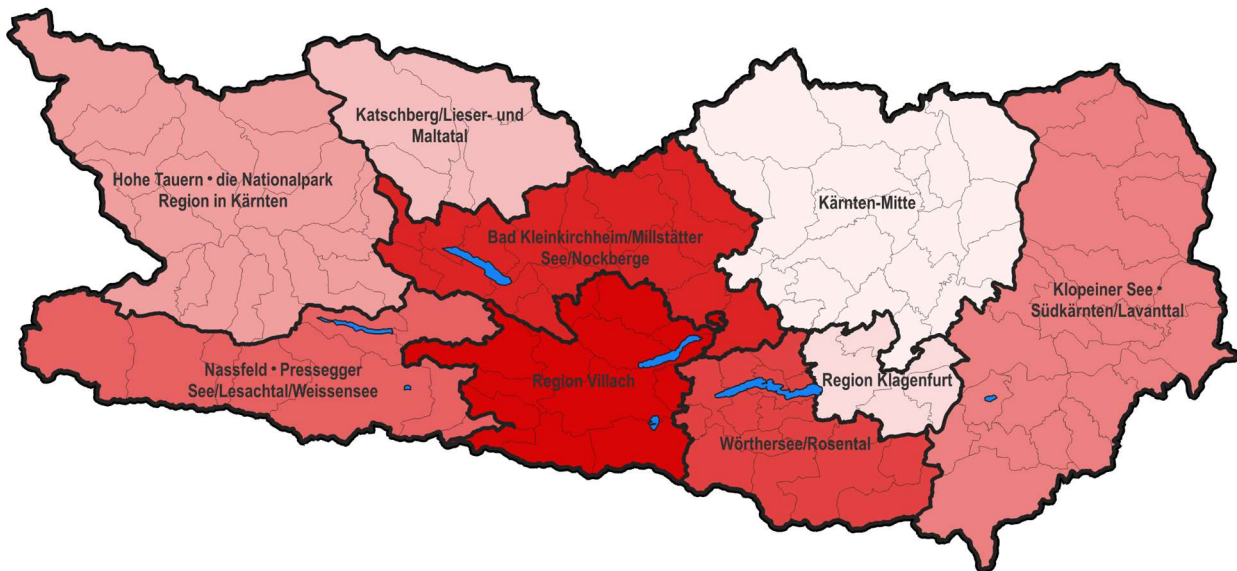 Katschberg/Lieser- und
Maltatal
Hohe Tauern • die Nationalpark
Region in Kärnten
Kärnten-Mitte
Bad Kleinkirchheim/Millstätter
See/Nockberge
Klopeiner See •
Südkärnten/Lavanttal
Nassfeld • Pressegger
See/Lesachtal/Weissensee
Region Villach
Region Klagenfurt
Wörthersee/Rosental